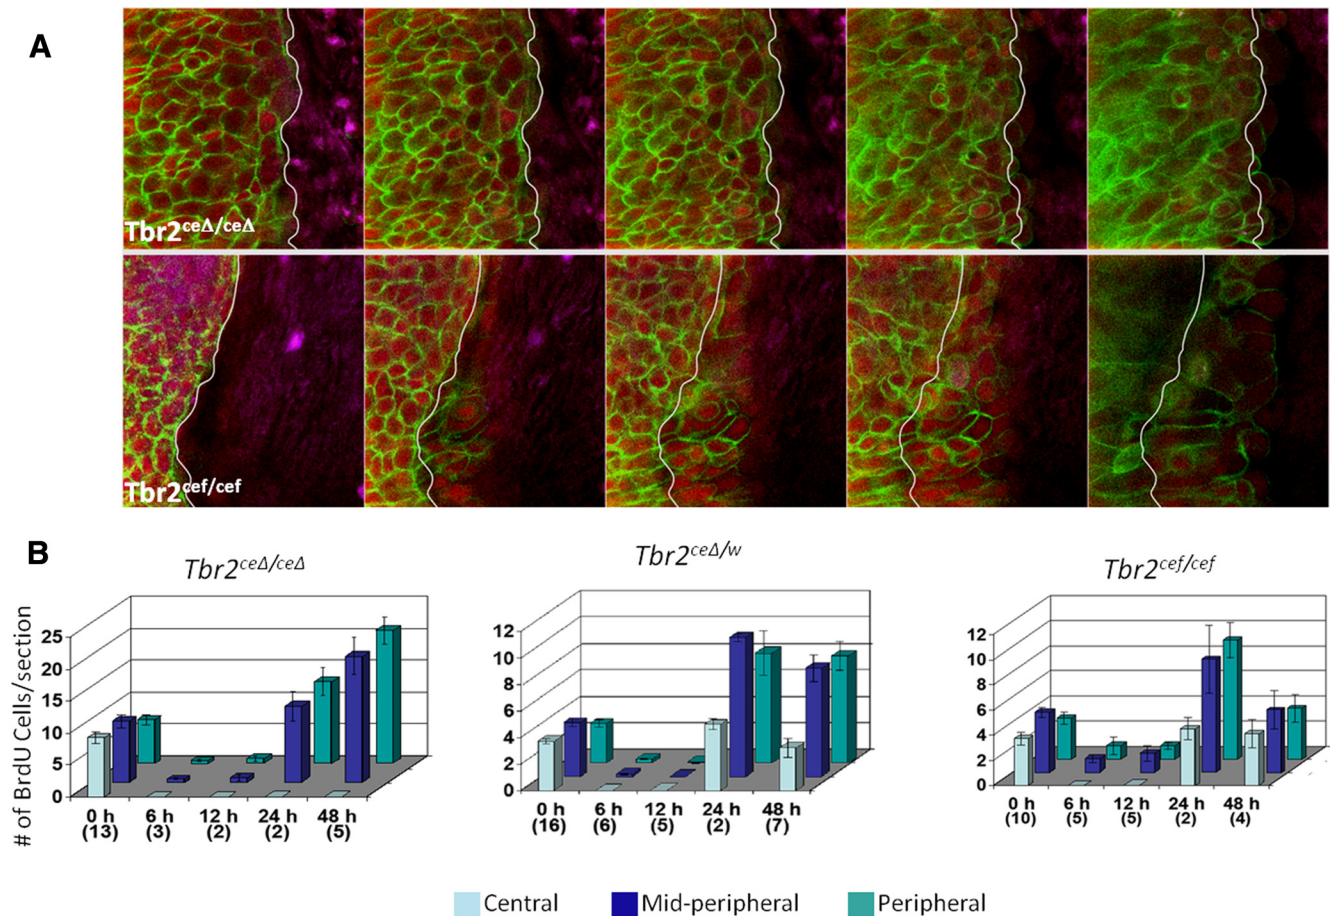 A
Tbr2ceΔ/ceΔ
Tbr2cef/cef
B
Tbr2ceΔ/ceΔ
Tbr2ceΔ/w
Tbr2cef/cef
# of BrdU Cells/section
25
20
15
10
5
0
0 h 6 h 12 h 24 h 48 h
(13) (3) (2) (2) (5)
12
10
8
6
4
2
0
0 h 6 h 12 h 24 h 48 h
(16) (6) (5) (2) (7)
12
10
8
6
4
2
0
0 h 6 h 12 h 24 h 48 h
(10) (5) (5) (2) (4)
Central Mid-peripheral Peripheral